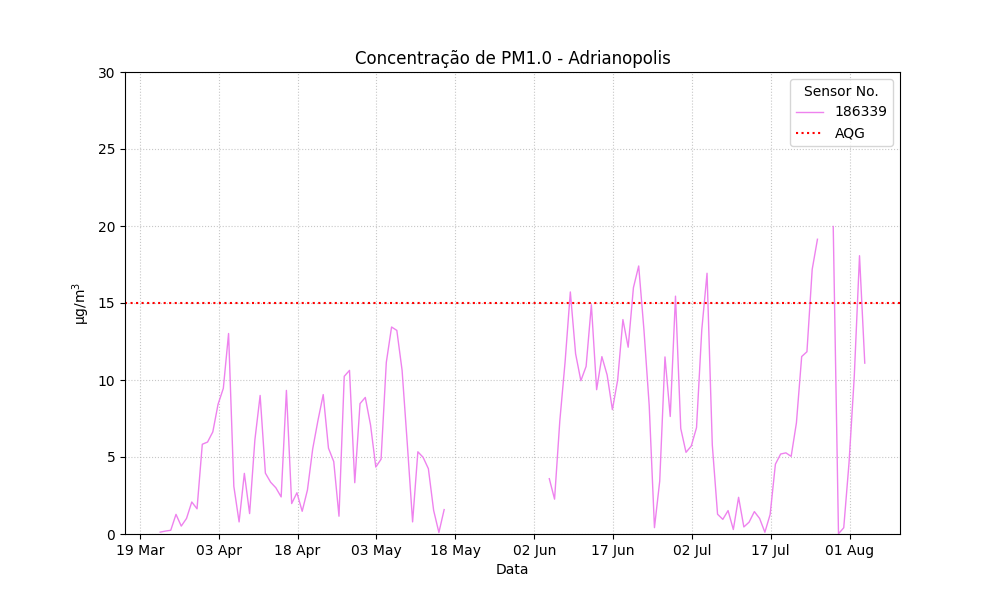 Concentração de PM1.0 - Adrianopolis
Sensor No.
186339
AQG
30
25
20
15
10
5
0
µg/m³
19 Mar
03 Apr
18 Apr
03 May
18 May
02 Jun
17 Jun
02 Jul
17 Jul
01 Aug
Data